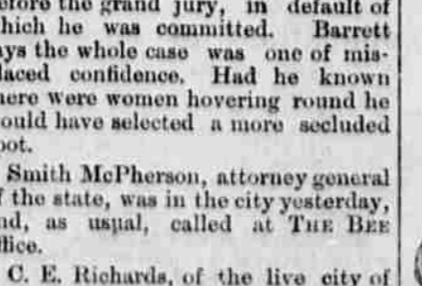 before the grand jury, in default of
which he was committed. Barrett
ays the whole case was one of mis-
laced confidence. Had he known
here were women hovering round he
ould have selected a more secluded
pot.
Smith McPherson, attorney general
f the state, was in the city yesterday,
nd, as usual, called at THE BEE
ffice.
C. E. Richards, of the live city of